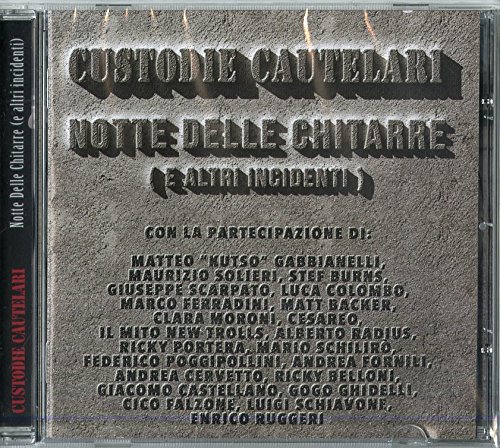 CUSTODIE CAUTELARI
Notte Delle Chitarre (e altri incidenti)
CUSTODIE CAUTELARI
NOTTE DELLE CHITARRE
(E ALTRI INCIDENTI)
CON LA PARTECIPAZIONE DI:
MATTEO "NUTSO" GABBIANELLI,
MAURIZIO SOLIERI, STEF BURNS,
GIUSEPPE SCARPATO, LUCA COLOMBO,
MARCO FERRADINI, MATT BACKER,
CLARA MORONI, CESAREO
IL MITO NEW TROLLS, ALBERTO RADIUS,
RICKY PORTERA, MARIO SCHILIRO,
FEDERICO POGGIPOLLINI, ANDREA FORNILI,
ANDREA CERVETTO, RICKY BELLONI,
GIACOMO CASTELLANO, GOGO GHIDELLI,
CICO FALZONE, LUIGI SCHIAVONE,
ENRICO RUGGERI